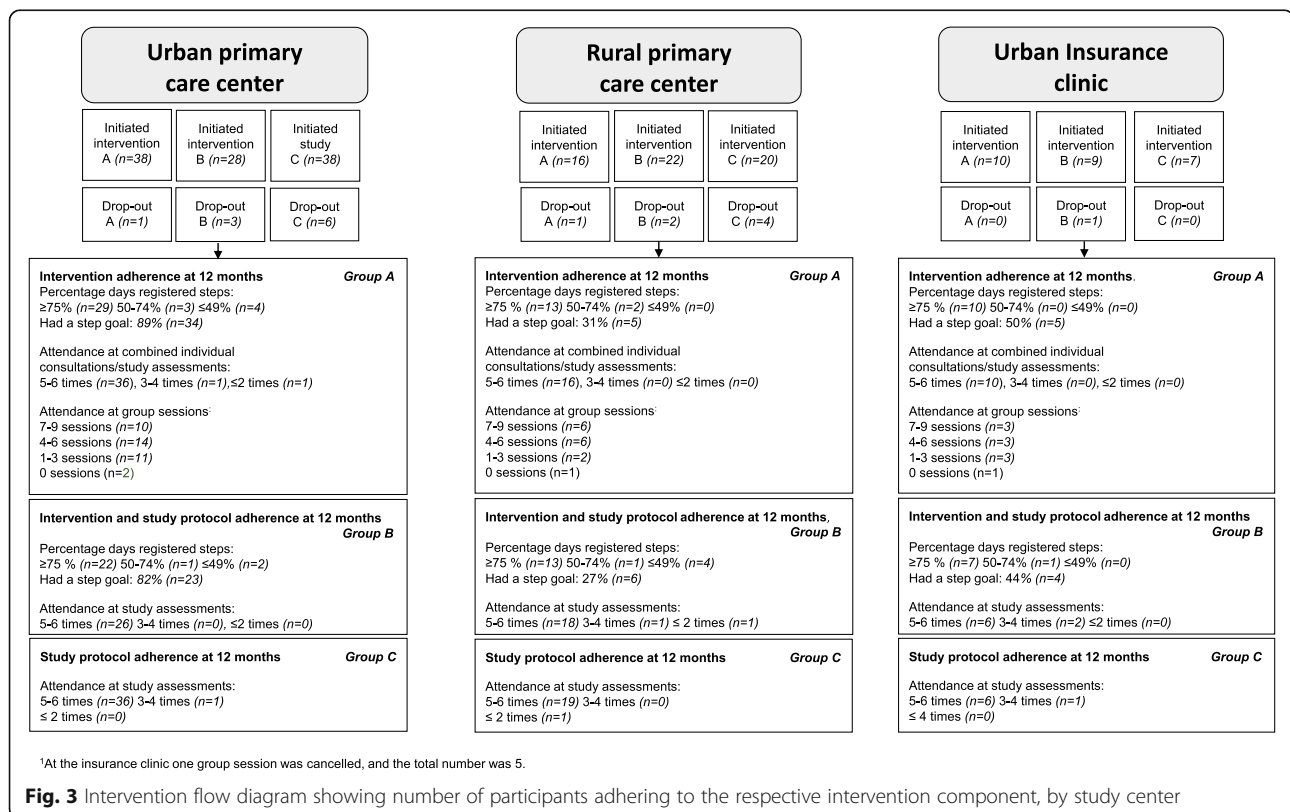 Urban primary
care center
Initiated
intervention
A (n=38)
Initiated
intervention
B (n=28)
Initiated
study
C (n=38)
Drop-out
A (n=1)
Drop-out
B (n=3)
Drop-out
C (n=6)
Intervention adherence at 12 months Group A
Percentage days registered steps:
≥75% (n=29) 50-74% (n=3) ≤49% (n=4)
Had a step goal: 89% (n=34)
Attendance at combined individual
consultations/study assessments:
5-6 times (n=36), 3-4 times (n=1),≤2 times (n=1)
Attendance at group sessions:
7-9 sessions (n=10)
4-6 sessions (n=14)
1-3 sessions (n=11)
0 sessions (n=2)
Intervention and study protocol adherence at 12 months
Group B
Percentage days registered steps:
≥75 % (n=22) 50-74% (n=1) ≤49% (n=2)
Had a step goal: 82% (n=23)
Attendance at study assessments:
5-6 times (n=26) 3-4 times (n=0), ≤2 times (n=0)
Study protocol adherence at 12 months Group C
Attendance at study assessments:
5-6 times (n=36) 3-4 times (n=1)
≤ 2 times (n=0)
Rural primary
care center
Initiated
intervention
A (n=16)
Initiated
intervention
B (n=22)
Initiated
intervention
C (n=20)
Drop-out
A (n=1)
Drop-out
B (n=2)
Drop-out
C (n=4)
Intervention adherence at 12 months Group A
Percentage days registered steps:
≥75 % (n=13) 50-74% (n=2) ≤49% (n=0)
Had a step goal: 31% (n=5)
Attendance at combined individual
consultations/study assessments:
5-6 times (n=16), 3-4 times (n=0) ≤2 times (n=0)
Attendance at group sessions:
7-9 sessions (n=6)
4-6 sessions (n=6)
1-3 sessions (n=2)
0 sessions (n=1)
Intervention and study protocol adherence at 12 months,
Group B
Percentage days registered steps:
≥75 % (n=13) 50-74% (n=1) ≤49% (n=4)
Had a step goal: 27% (n=6)
Attendance at study assessments:
5-6 times (n=18) 3-4 times (n=1) ≤ 2 times (n=1)
Study protocol adherence at 12 months Group C
Attendance at study assessments:
5-6 times (n=19) 3-4 times (n=0)
≤ 2 times (n=1)
Urban Insurance
clinic
Initiated
intervention
A (n=10)
Initiated
intervention
B (n=9)
Initiated
intervention
C (n=7)
Drop-out
A (n=0)
Drop-out
B (n=1)
Drop-out
C (n=0)
Intervention adherence at 12 months. Group A
Percentage days registered steps:
≥75 % (n=10) 50-74% (n=0) ≤49% (n=0)
Had a step goal: 50% (n=5)
Attendance at combined individual
consultations/study assessments:
5-6 times (n=10), 3-4 times (n=0), ≤2 times (n=0)
Attendance at group sessions:
7-9 sessions (n=3)
4-6 sessions (n=3)
1-3 sessions (n=3)
0 sessions (n=1)
Intervention and study protocol adherence at 12 months
Group B
Percentage days registered steps:
≥75 % (n=7) 50-74% (n=1) ≤49% (n=0)
Had a step goal: 44% (n=4)
Attendance at study assessments:
5-6 times (n=6) 3-4 times (n=2) ≤2 times (n=0)
Study protocol adherence at 12 months Group C
Attendance at study assessments:
5-6 times (n=6) 3-4 times (n=1)
≤ 4 times (n=0)
¹At the insurance clinic one group session was cancelled, and the total number was 5.
Fig. 3 Intervention flow diagram showing number of participants adhering to the respective intervention component, by study center